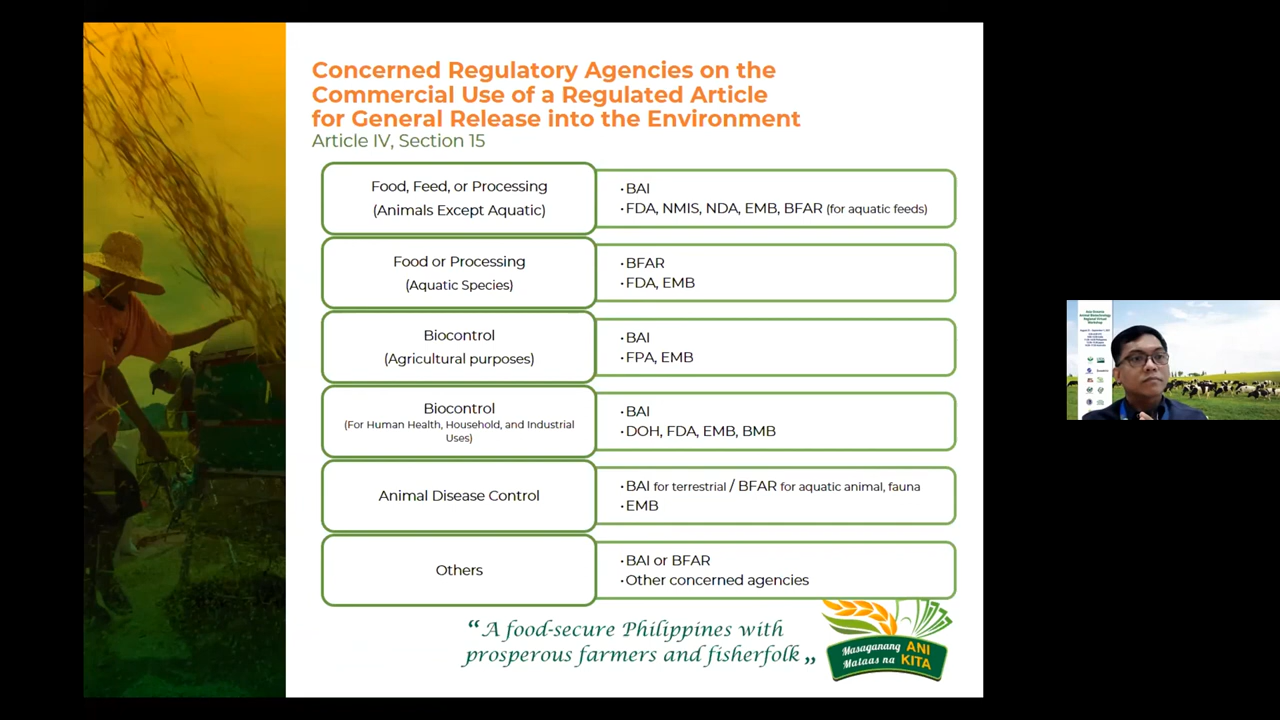 Concerned Regulatory Agencies on the
Commercial Use of a Regulated Article
for General Release into the Environment
Article IV, Section 15
Food, Feed, or Processing
(Animals Except Aquatic)
•BAI
•FDA, NMIS, NDA, EMB, BFAR (for aquatic feeds)
Food or Processing
(Aquatic Species)
•BFAR
•FDA, EMB
Biocontrol
(Agricultural purposes)
•BAI
•FPA, EMB
Biocontrol
(For Human Health, Household, and Industrial
Uses)
•BAI
•DOH, FDA, EMB, BMB
Animal Disease Control
•BAI for terrestrial / BFAR for aquatic animal, fauna
•EMB
Others
•BAI or BFAR
•Other concerned agencies
“A food-secure Philippines with
prosperous farmers and fisherfolk„
Masaganang ANI
Mataas na KITA
Animal Biotechnology
Regional Virtual
Workshop